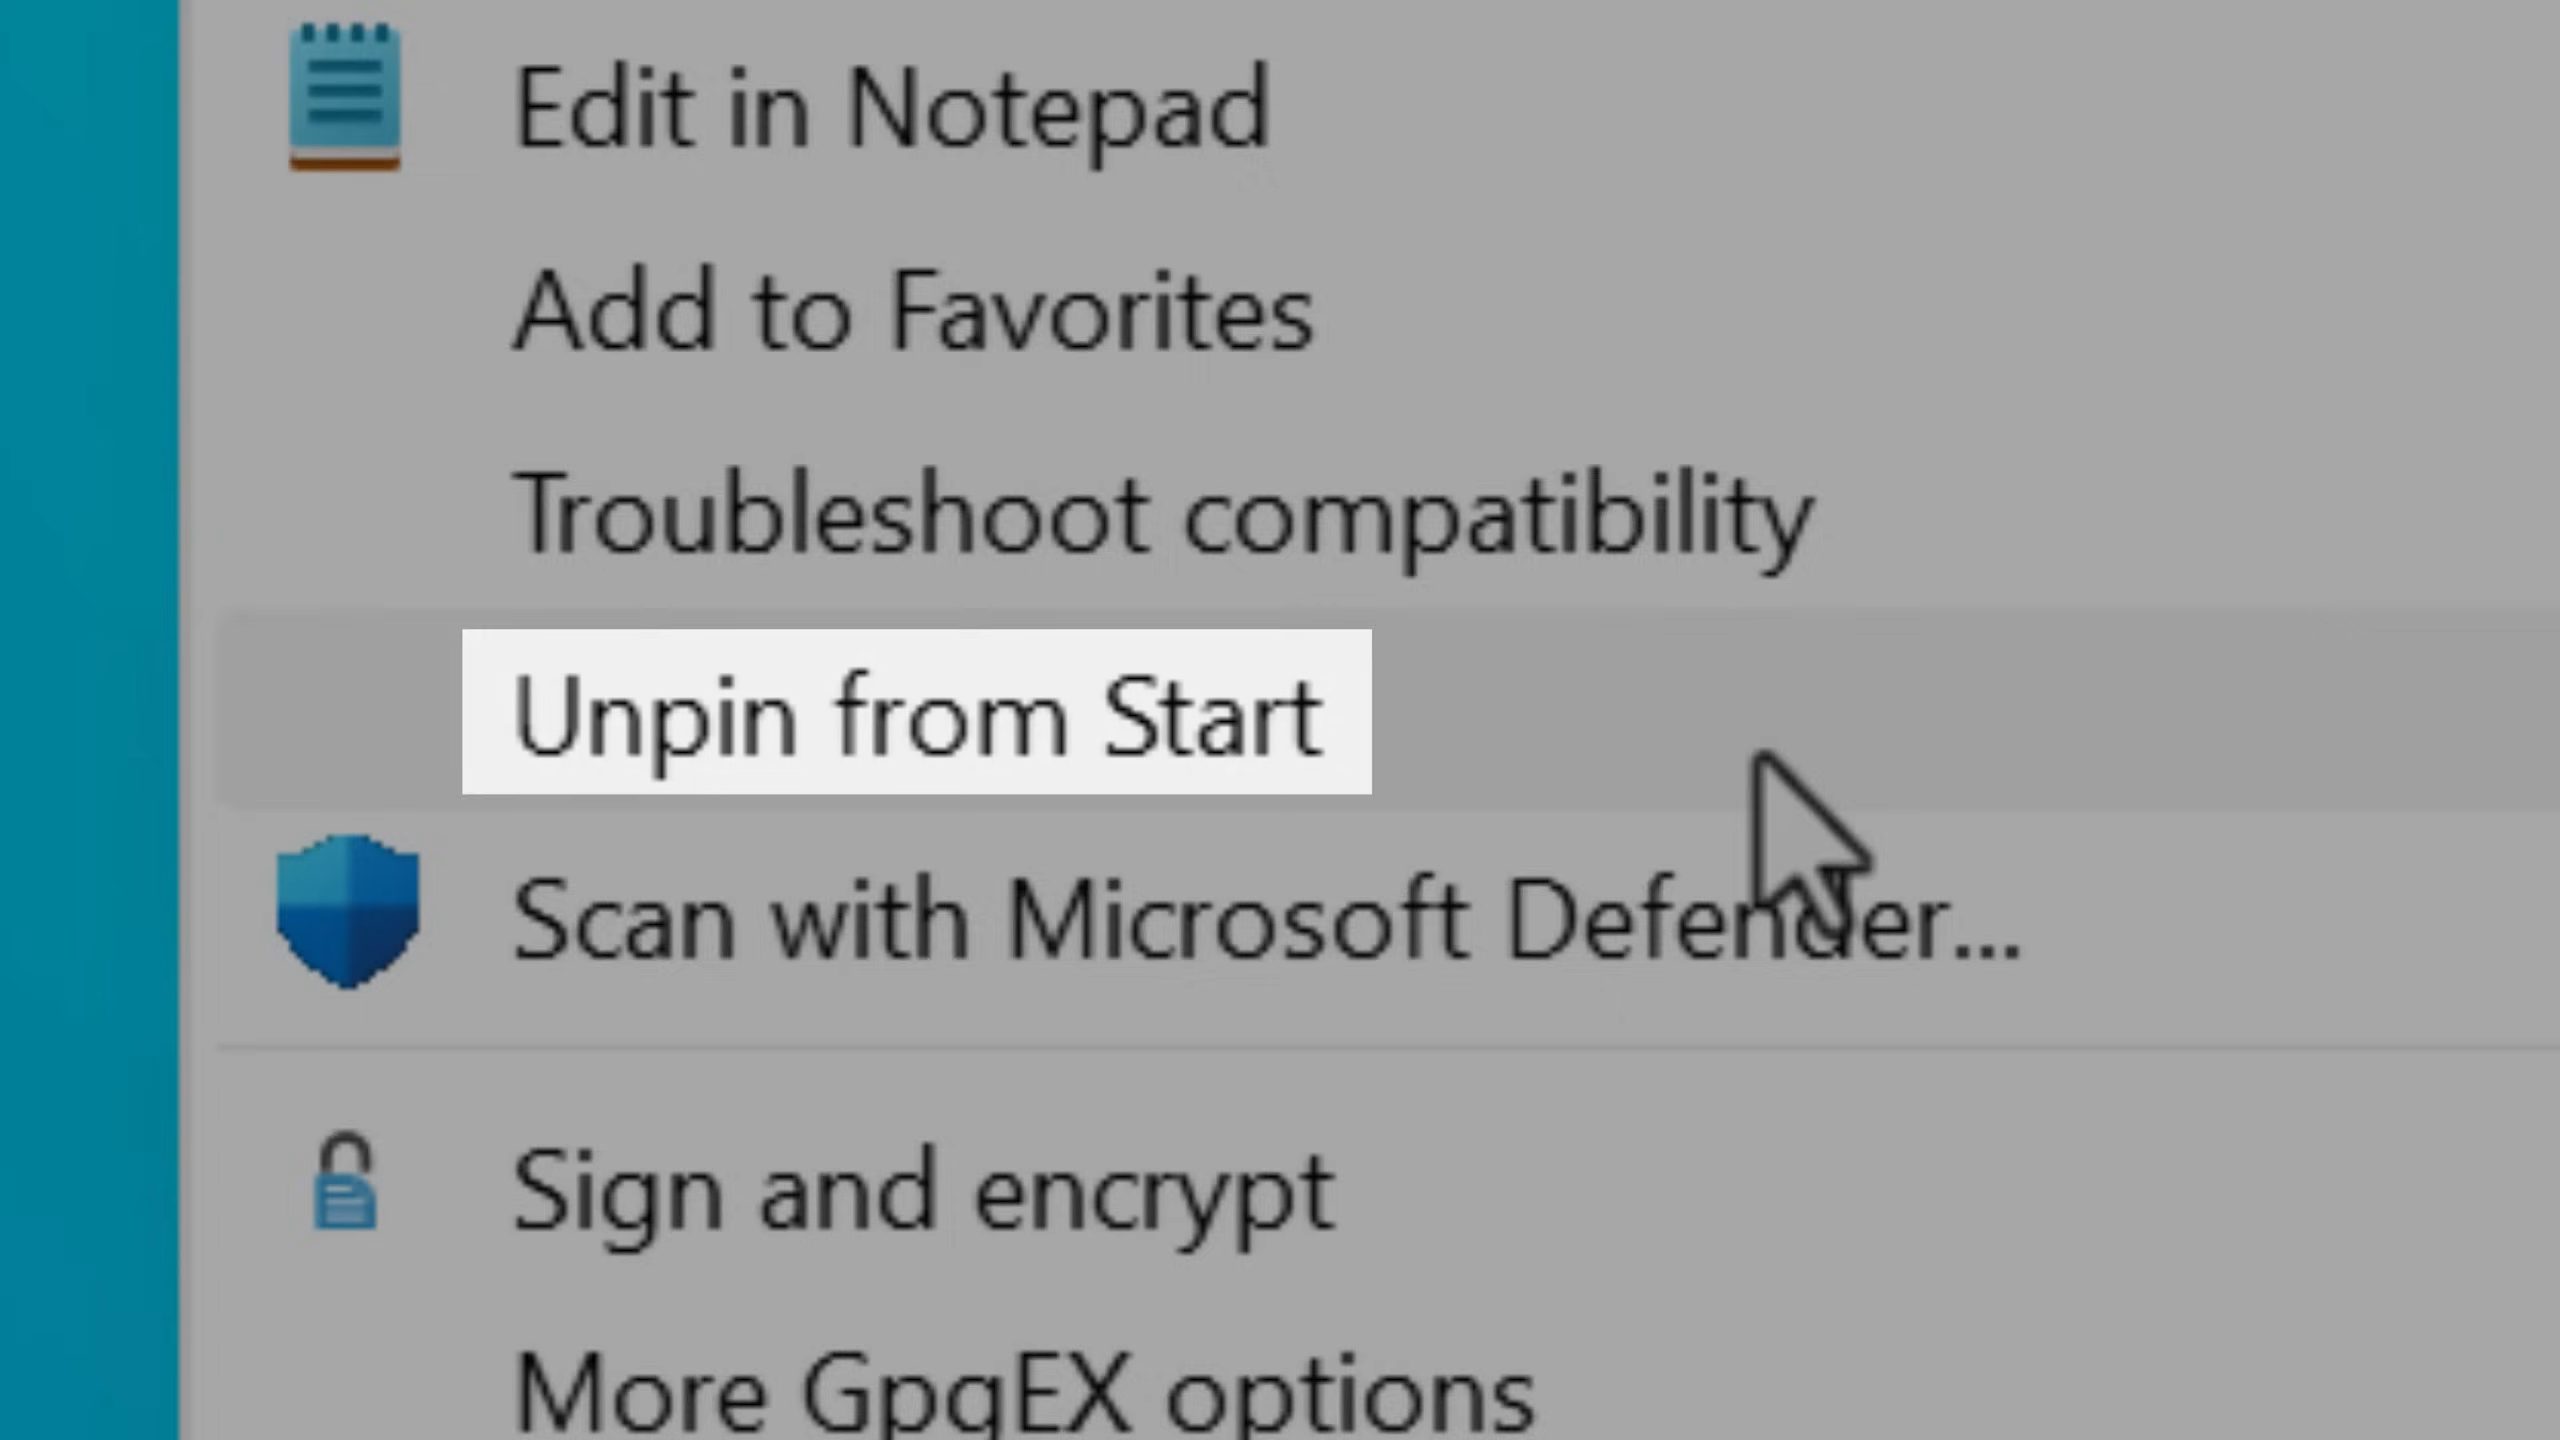 Edit in Notepad
Add to Favorites
Troubleshoot compatibility
Unpin from Start
Scan with Microsoft Defender...
Sign and encrypt
More GpgEX options